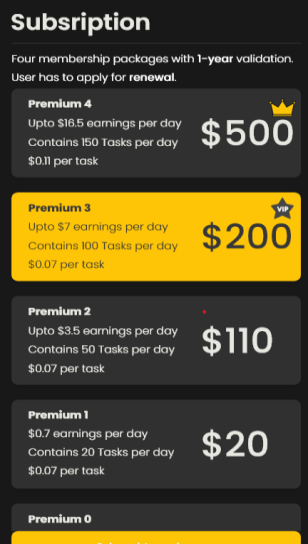 Subsription
Four membership packages with 1-year validation.
User has to apply for renewal.
Premium 4
Upto $16.5 earnings per day
Contains 150 Tasks per day
$0.11 per task
$500
VIP
Premium 3
Upto $7 earnings per day
Contains 100 Tasks per day
$0.07 per task
$200
Premium 2
Upto $3.5 earnings per day
Contains 50 Tasks per day
$0.07 per task
$110
Premium 1
$0.7 earnings per day
Contains 20 Tasks per day
$0.07 per task
$20
Premium 0